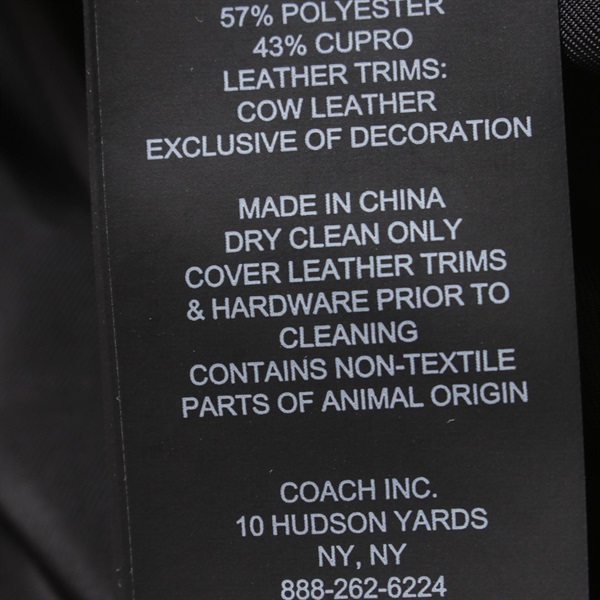 57% POLYESTER
43% CUPRO
LEATHER TRIMS:
COW LEATHER
EXCLUSIVE OF DECORATION
MADE IN CHINA
DRY CLEAN ONLY
COVER LEATHER TRIMS
& HARDWARE PRIOR TO
CLEANING
CONTAINS NON-TEXTILE
PARTS OF ANIMAL ORIGIN
COACH INC.
10 HUDSON YARDS
NY, NY
888-262-6224